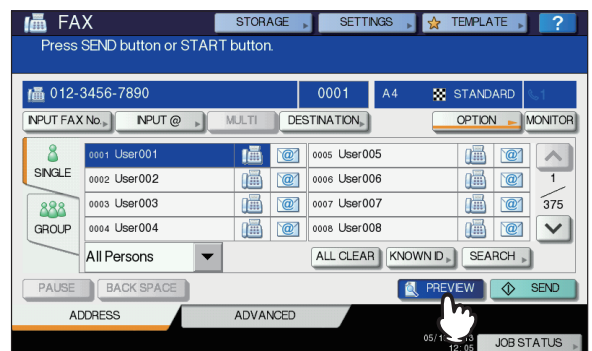 FAX STORAGE SETTINGS TEMPLATE ?
Press SEND button or START button.
012-3456-7890 0001 A4 STANDARD 1
INPUT FAX No. INPUT @ MULTI DESTINATION OPTION MONITOR
SINGLE
GROUP
0001 User001 @ 0005 User005 @
0002 User002 @ 0006 User006 @
0003 User003 @ 0007 User007 @
0004 User004 @ 0008 User008 @
1
375
All Persons ALL CLEAR KNOWN ID SEARCH
PAUSE BACK SPACE PREVIEW SEND
ADDRESS ADVANCED
12:05 JOB STATUS